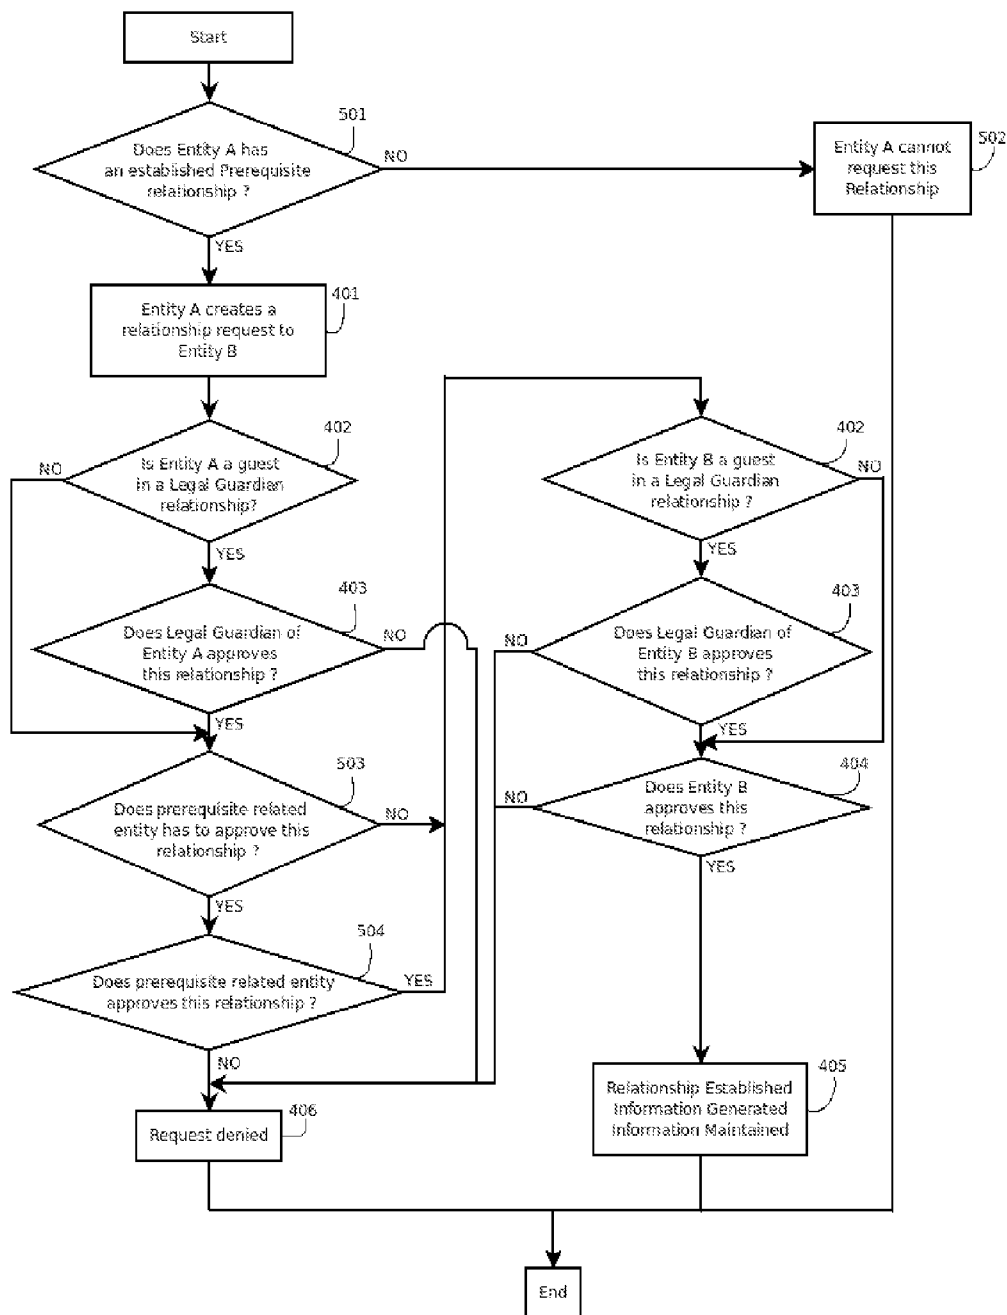 Start
501
Does Entity A has
an established Prerequisite
relationship ?
NO
YES
Entity A cannot
request this
Relationship
502
Entity A creates a
relationship request to
Entity B
401
402
Is Entity A a guest
in a Legal Guardian
relationship?
NO
YES
402
Is Entity B a guest
in a Legal Guardian
relationship ?
NO
YES
403
Does Legal Guardian of
Entity A approves
this relationship ?
NO
YES
403
Does Legal Guardian of
Entity B approves
this relationship ?
NO
YES
503
Does prerequisite related
entity has to approve this
relationship ?
NO
YES
404
Does Entity B
approves this
relationship ?
NO
YES
504
Does prerequisite related entity
approves this relationship ?
YES
NO
406
Request denied
405
Relationship Established
Information Generated
Information Maintained
End